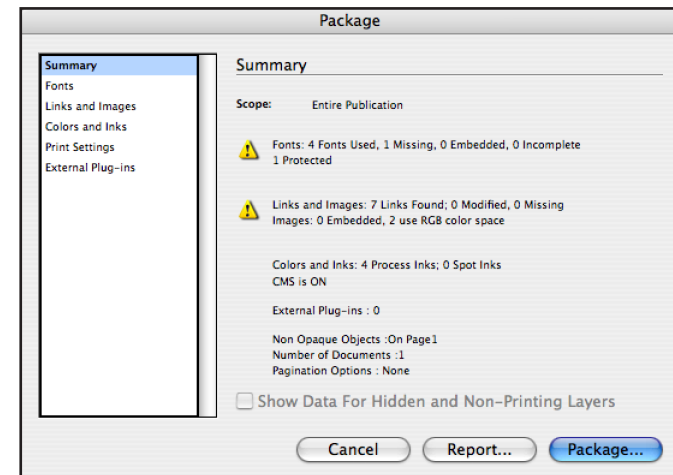 Package
Summary
Fonts
Links and Images
Colors and Inks
Print Settings
External Plug-ins
Summary
Scope: Entire Publication
Fonts: 4 Fonts Used, 1 Missing, 0 Embedded, 0 Incomplete
1 Protected
Links and Images: 7 Links Found; 0 Modified, 0 Missing
Images: 0 Embedded, 2 use RGB color space
Colors and Inks: 4 Process Inks; 0 Spot Inks
CMS is ON
External Plug-ins : 0
Non Opaque Objects :On Page1
Number of Documents :1
Pagination Options : None
Show Data For Hidden and Non-Printing Layers
Cancel Report... Package...